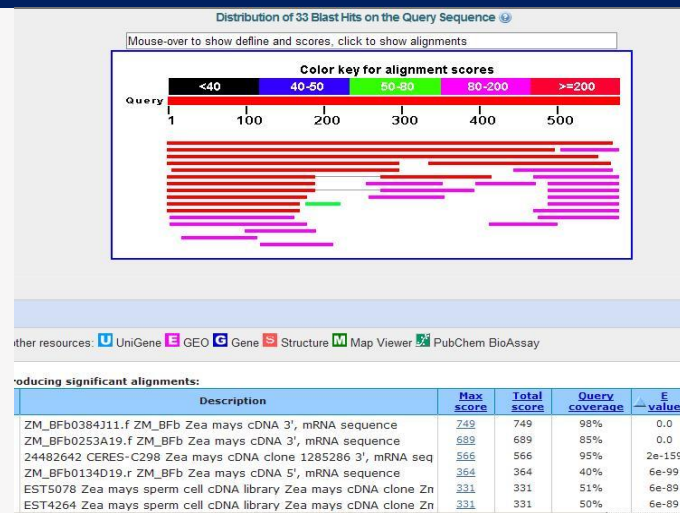 Distribution of 33 Blast Hits on the Query Sequence
Mouse-over to show defline and scores, click to show alignments
Color key for alignment scores
<40 40-50 50-80 80-200 >=200
Query
1 100 200 300 400 500
ther resources: U UniGene E GEO G Gene S Structure M Map Viewer PubChem BioAssay
roducing significant alignments:
Description Max score Total score Query coverage E value
ZM_BFb0384J11.f ZM_BFb Zea mays cDNA 3', mRNA sequence 749 749 98% 0.0
ZM_BFb0253A19.f ZM_BFb Zea mays cDNA 3', mRNA sequence 689 689 85% 0.0
24482642 CERES-C298 Zea mays cDNA clone 1285286 3', mRNA seq 566 566 95% 2e-159
ZM_BFb0134D19.r ZM_BFb Zea mays cDNA 5', mRNA sequence 364 364 40% 6e-99
EST5078 Zea mays sperm cell cDNA library Zea mays cDNA clone Zm 331 331 51% 6e-89
EST4264 Zea mays sperm cell cDNA library Zea mays cDNA clone Zm 331 331 50% 6e-89